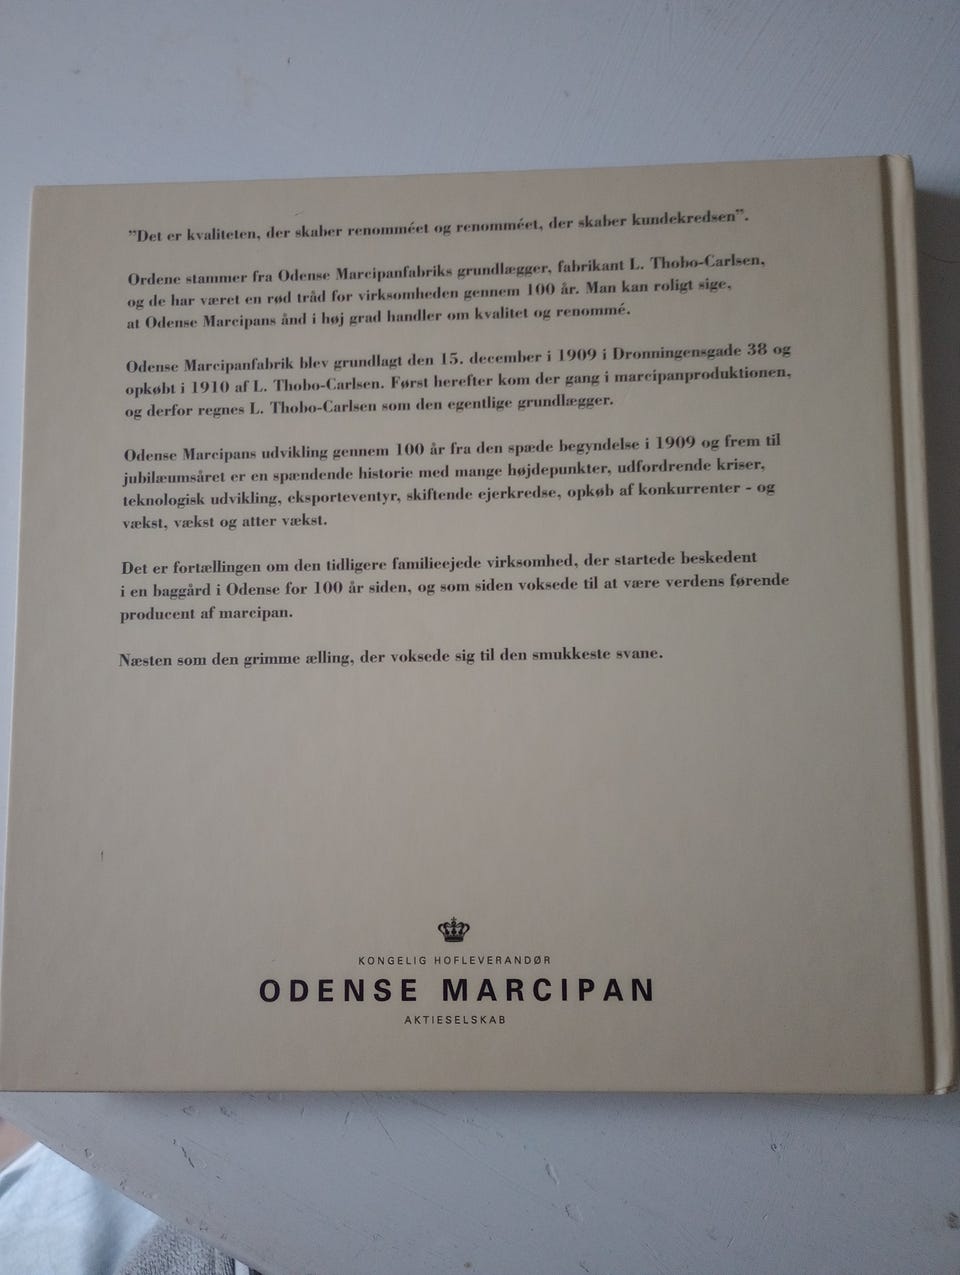 ”Det er kvaliteten, der skaber renomméet og renomméet, der skaber kundekredsen”.
Ordene stammer fra Odense Marcipanfabriks grundlægger, fabrikant L. Thobo-Carlsen,
og de har været en rød tråd for virksomheden gennem 100 år. Man kan roligt sige,
at Odense Marcipans ånd i høj grad handler om kvalitet og renommé.
Odense Marcipanfabrik blev grundlagt den 15. december i 1909 i Dronningensgade 38 og
opkøbt i 1910 af L. Thobo-Carlsen. Først herefter kom der gang i marcipanproduktionen,
og derfor regnes L. Thobo-Carlsen som den egentlige grundlægger.
Odense Marcipans udvikling gennem 100 år fra den spæde begyndelse i 1909 og frem til
jubilæumsåret er en spændende historie med mange højdepunkter, udfordrende kriser,
teknologisk udvikling, eksporteventyr, skiftende ejerkredse, opkøb af konkurrenter - og
vækst, vækst og atter vækst.
Det er fortællingen om den tidligere familieejede virksomhed, der startede beskedent
i en baggård i Odense for 100 år siden, og som siden voksede til at være verdens førende
producent af marcipan.
Næsten som den grimme ælling, der voksede sig til den smukkeste svane.
KONGELIG HOFLEVERANDØR
ODENSE MARCIPAN
AKTIESELSKAB